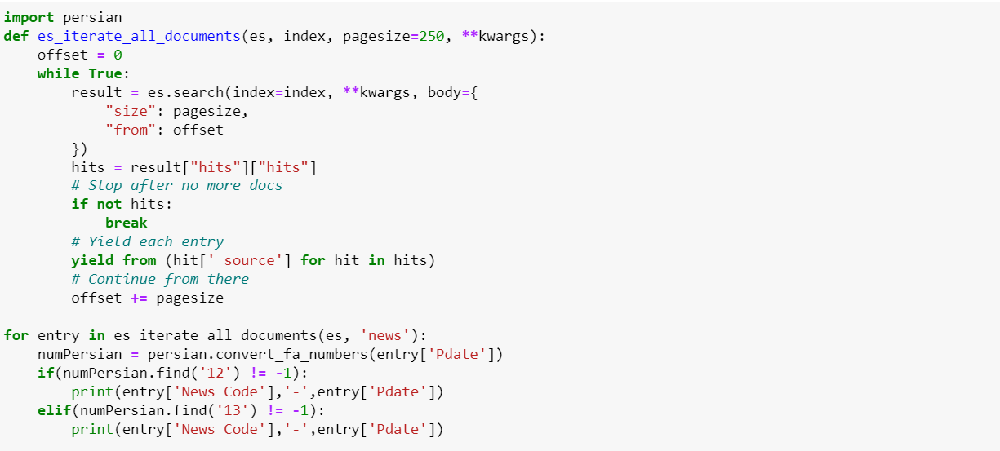 import persian
def es_iterate_all_documents(es, index, pagesize=250, **kwargs):
    offset = 0
    while True:
        result = es.search(index=index, **kwargs, body={
            "size": pagesize,
            "from": offset
        })
        hits = result["hits"]["hits"]
        # Stop after no more docs
        if not hits:
            break
        # Yield each entry
        yield from (hit['_source'] for hit in hits)
        # Continue from there
        offset += pagesize

for entry in es_iterate_all_documents(es, 'news'):
    numPersian = persian.convert_fa_numbers(entry['Pdate'])
    if(numPersian.find('12') != -1):
        print(entry['News Code'],'-',entry['Pdate'])
    elif(numPersian.find('13') != -1):
        print(entry['News Code'],'-',entry['Pdate'])